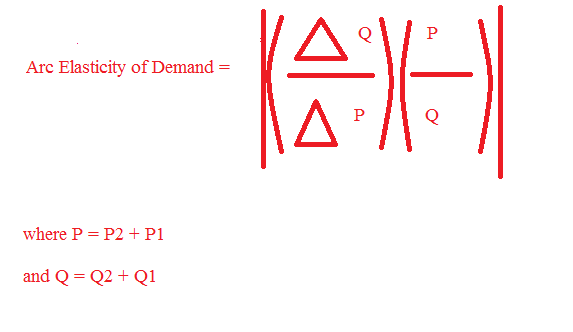 Arc Elasticity of Demand = |(△Q / △P)(P / Q)|
where P = P2 + P1
and Q = Q2 + Q1